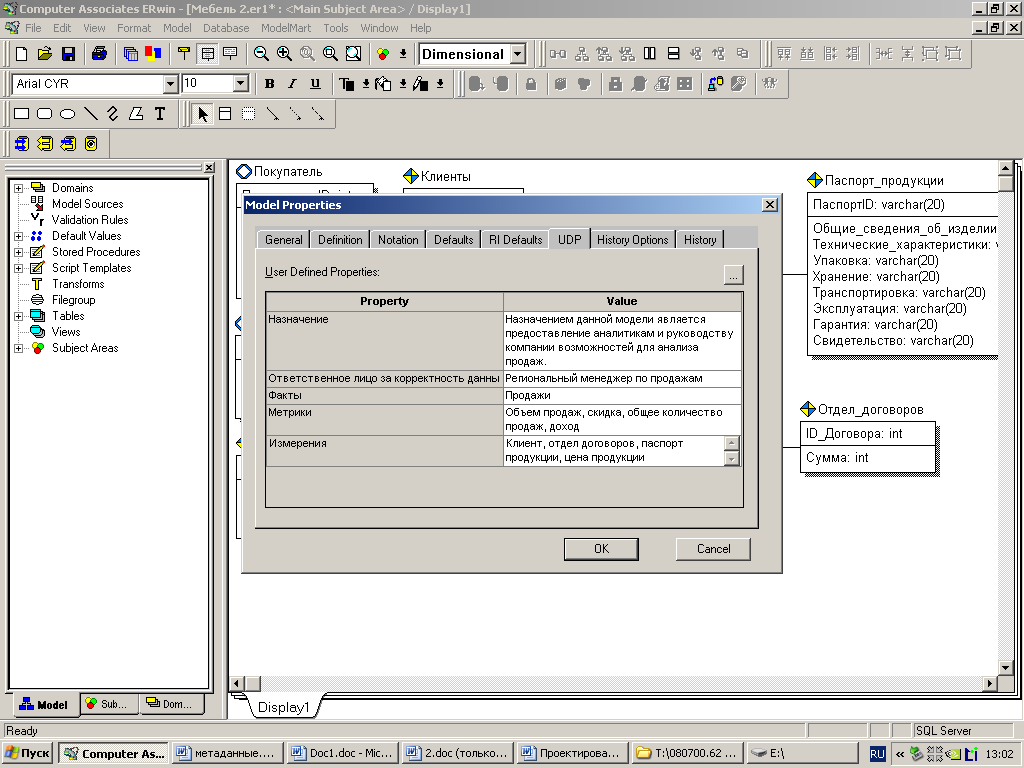 Computer Associates ERwin - [Мебель 2.er1* : <Main Subject Area> / Display1]
File Edit View Format Model Database ModelMart Tools Window Help
Dimensional
Arial CYR 10 B I U
T
Domains
Model Sources
Validation Rules
Default Values
Stored Procedures
Script Templates
Transforms
Filegroup
Tables
Views
Subject Areas
Model Sub... Dom...
Покупатель
Клиенты
Паспорт_продукции
ПаспортID: varchar(20)
Общие_сведения_об_изделии
Технические_характеристики:
Упаковка: varchar(20)
Хранение: varchar(20)
Транспортировка: varchar(20)
Эксплуатация: varchar(20)
Гарантия: varchar(20)
Свидетельство: varchar(20)
Отдел_договоров
ID_Договора: int
Сумма: int
Model Properties
General Definition Notation Defaults RI Defaults UDP History Options History
User Defined Properties:
...
Property Value
Назначение
Назначением данной модели является
предоставление аналитикам и руководству
компании возможностей для анализа
продаж.
Ответственное лицо за корректность данны Региональный менеджер по продажам
Факты Продажи
Метрики Объем продаж, скидка, общее количество
продаж, доход
Измерения Клиент, отдел договоров, паспорт
продукции, цена продукции
OK Cancel
Display1
Ready SQL Server
Пуск Computer As... метаданные.... Doc1.doc - Mic... 2.doc (только... Проектирова... T:\080700.62 ... E:\ RU « 13:02